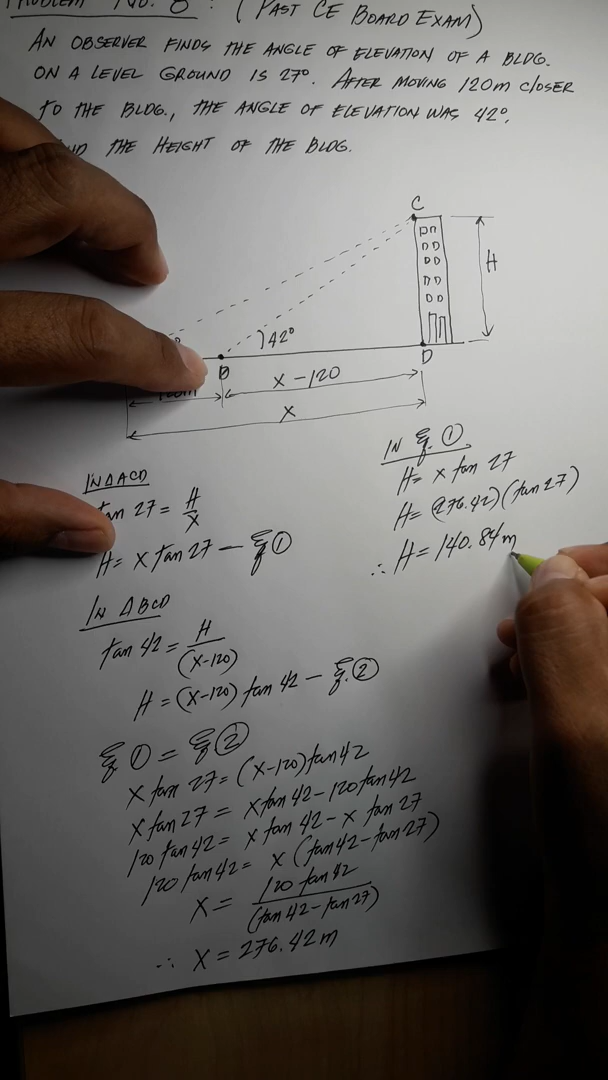 PROBLEM NO. 8 : (PAST CE BOARD EXAM)
AN OBSERVER FINDS THE ANGLE OF ELEVATION OF A BLDG.
ON A LEVEL GROUND IS 27°. AFTER MOVING 120m CLOSER
TO THE BLDG., THE ANGLE OF ELEVATION WAS 42°.
THE HEIGHT OF THE BLDG.
C
H
42°
B
D
X-120
X
IN ΔACD
tan 27 = H/X
H= X tan 27 - Eq ①
IN ΔBCD
tan 42 = H/(X-120)
H = (X-120) tan 42 - Eq. ②
Eq ① = Eq ②
X tan 27 = (X-120) tan 42
X tan 27 = X tan 42 - 120 tan 42
120 tan 42 = X tan 42 - X tan 27
120 tan 42 = X (tan 42 - tan 27)
X = 120 tan 42/(tan 42 - tan 27)
∴ X = 276.42 m
IN Eq. ①
H= X tan 27
H= (276.42)(tan 27)
∴ H = 140.84m